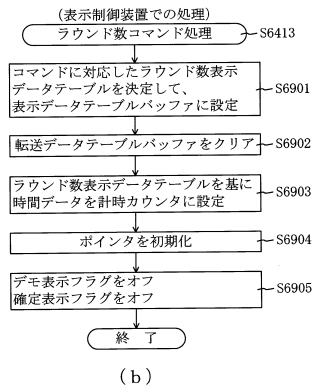 (表示制御装置での処理)
ラウンド数コマンド処理
S6413
コマンドに対応したラウンド数表示
データテーブルを決定して、
表示データテーブルバッファに設定
S6901
転送データテーブルバッファをクリア
S6902
ラウンド数表示データテーブルを基に
時間データを計時カウンタに設定
S6903
ポインタを初期化
S6904
デモ表示フラグをオフ
確定表示フラグをオフ
S6905
終 了
(b)